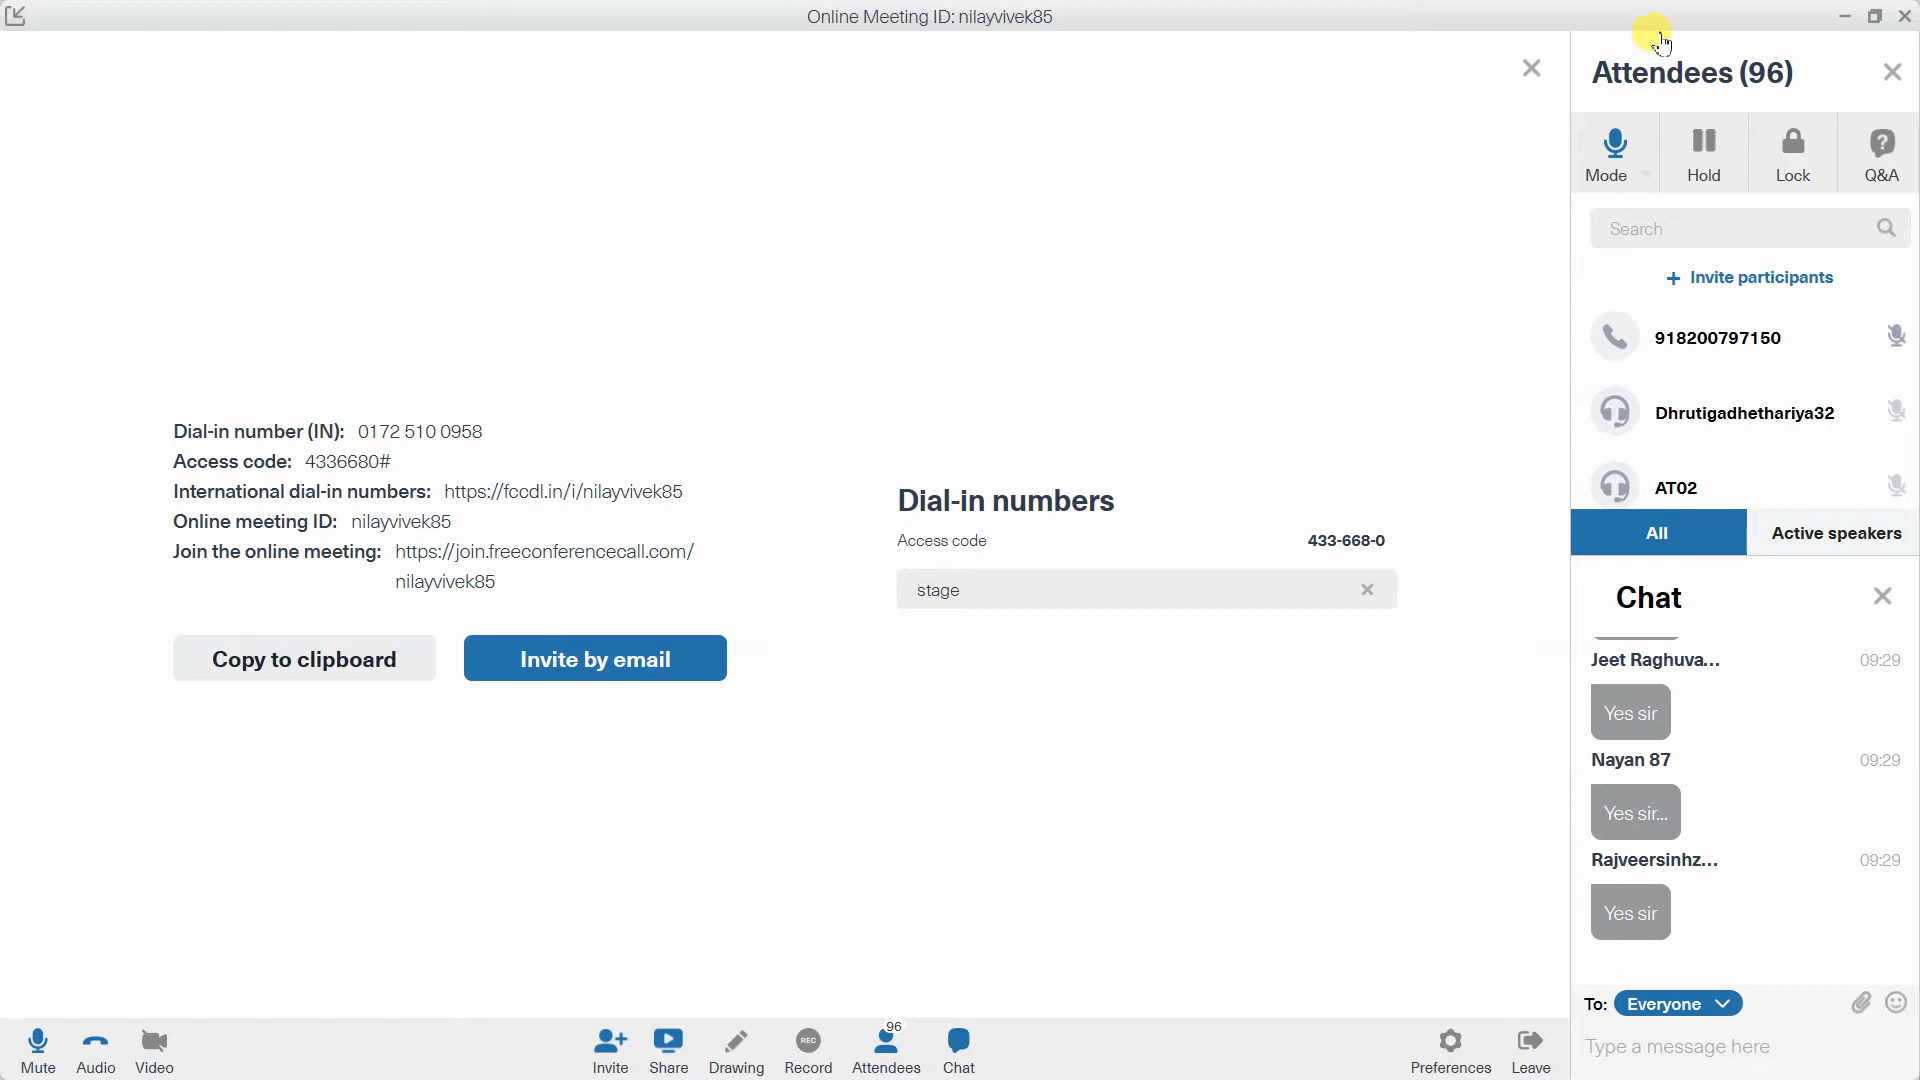 Online Meeting ID: nilayvivek85
Attendees (96)
Mode
Hold
Lock
Q&A
Search
+ Invite participants
918200797150
Dhrutigadhethariya32
AT02
All
Active speakers
Dial-in number (IN): 0172 510 0958
Access code: 4336680#
International dial-in numbers: https://fccdl.in/i/nilayvivek85
Online meeting ID: nilayvivek85
Join the online meeting: https://join.freeconferencecall.com/
nilayvivek85
Copy to clipboard
Invite by email
Dial-in numbers
Access code 433-668-0
stage
Chat
Jeet Raghuva... 09:29
Yes sir
Nayan 87 09:29
Yes sir...
Rajveersinhz... 09:29
Yes sir
To: Everyone
Type a message here
Mute
Audio
Video
Invite
Share
Drawing
REC
Record
96
Attendees
Chat
Preferences
Leave